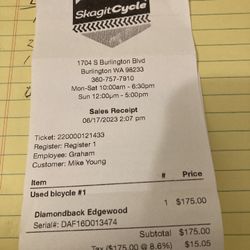 SkagitCycle
1704 S Burlington Blvd
Burlington WA 98233
360-757-7910
Mon-Sat 10:00am - 6:30pm
Sun 12:00pm - 5:00pm
Sales Receipt
06/17/2023 2:07 pm
Ticket: 220000121433
Register: Register 1
Employee: Graham
Customer: Mike Young
Item # Price
Used bicycle #1
1 $175.00
Diamondback Edgewood
Serial#: DAF16D013474
Subtotal $175.00
Tax ($175.00 @ 8.6%) $15.05